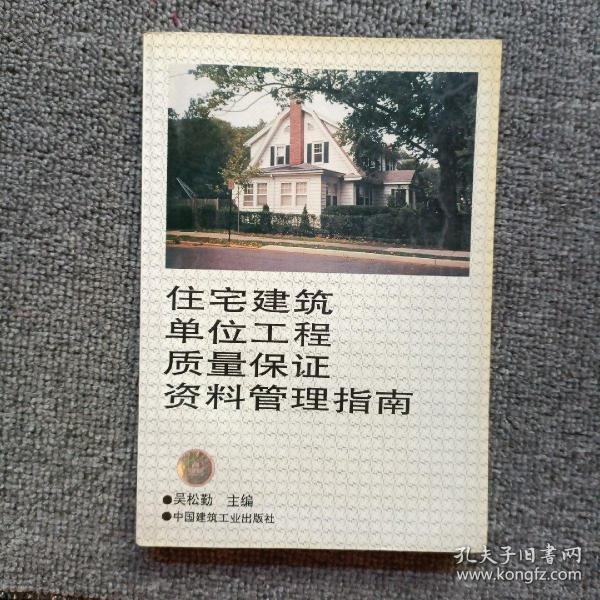 住宅建筑
单位工程
质量保证
资料管理指南
●吴松勤 主编
●中国建筑工业出版社
孔夫子旧书网
www.kongfz.com